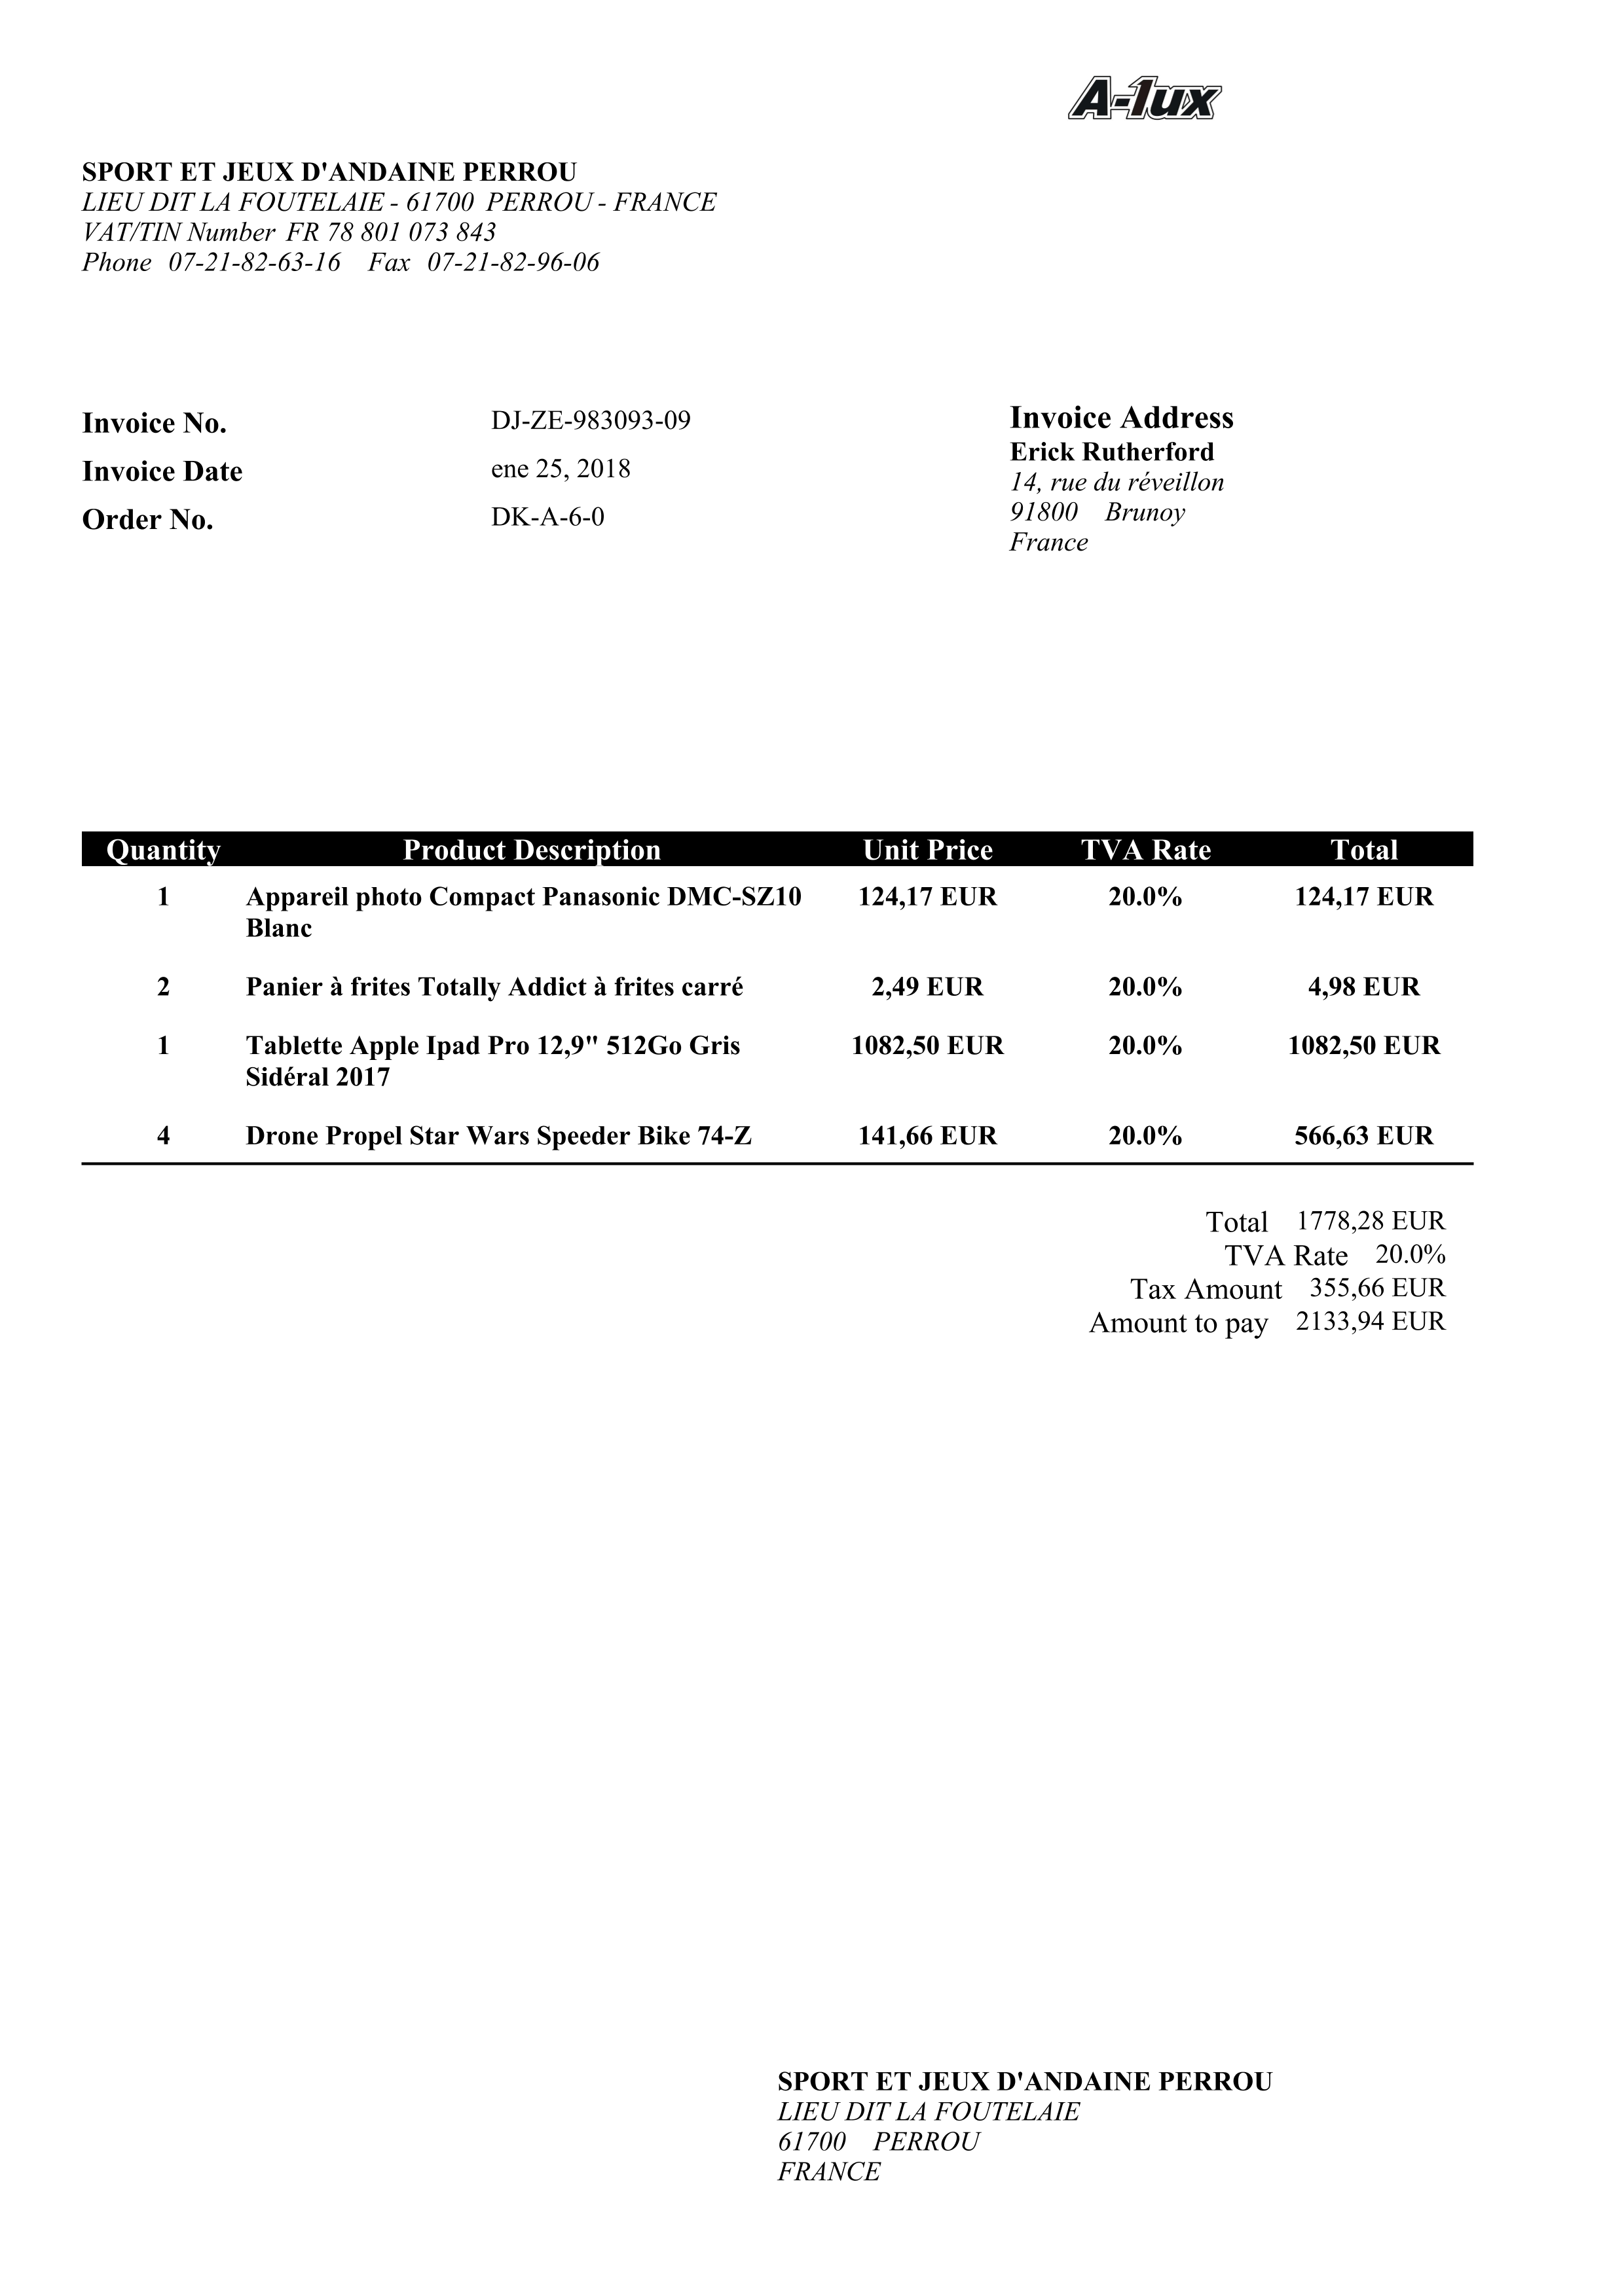 A-1ux
SPORT ET JEUX D'ANDAINE PERROU
LIEU DIT LA FOUTELAIE - 61700 PERROU - FRANCE
VAT/TIN Number FR 78 801 073 843
Phone 07-21-82-63-16 Fax 07-21-82-96-06
Invoice No. DJ-ZE-983093-09
Invoice Date ene 25, 2018
Order No. DK-A-6-0
Invoice Address
Erick Rutherford
14, rue du réveillon
91800 Brunoy
France
Quantity Product Description Unit Price TVA Rate Total
1 Appareil photo Compact Panasonic DMC-SZ10 124,17 EUR 20.0% 124,17 EUR
Blanc
2 Panier à frites Totally Addict à frites carré 2,49 EUR 20.0% 4,98 EUR
1 Tablette Apple Ipad Pro 12,9" 512Go Gris 1082,50 EUR 20.0% 1082,50 EUR
Sidéral 2017
4 Drone Propel Star Wars Speeder Bike 74-Z 141,66 EUR 20.0% 566,63 EUR
Total 1778,28 EUR
TVA Rate 20.0%
Tax Amount 355,66 EUR
Amount to pay 2133,94 EUR
SPORT ET JEUX D'ANDAINE PERROU
LIEU DIT LA FOUTELAIE
61700 PERROU
FRANCE